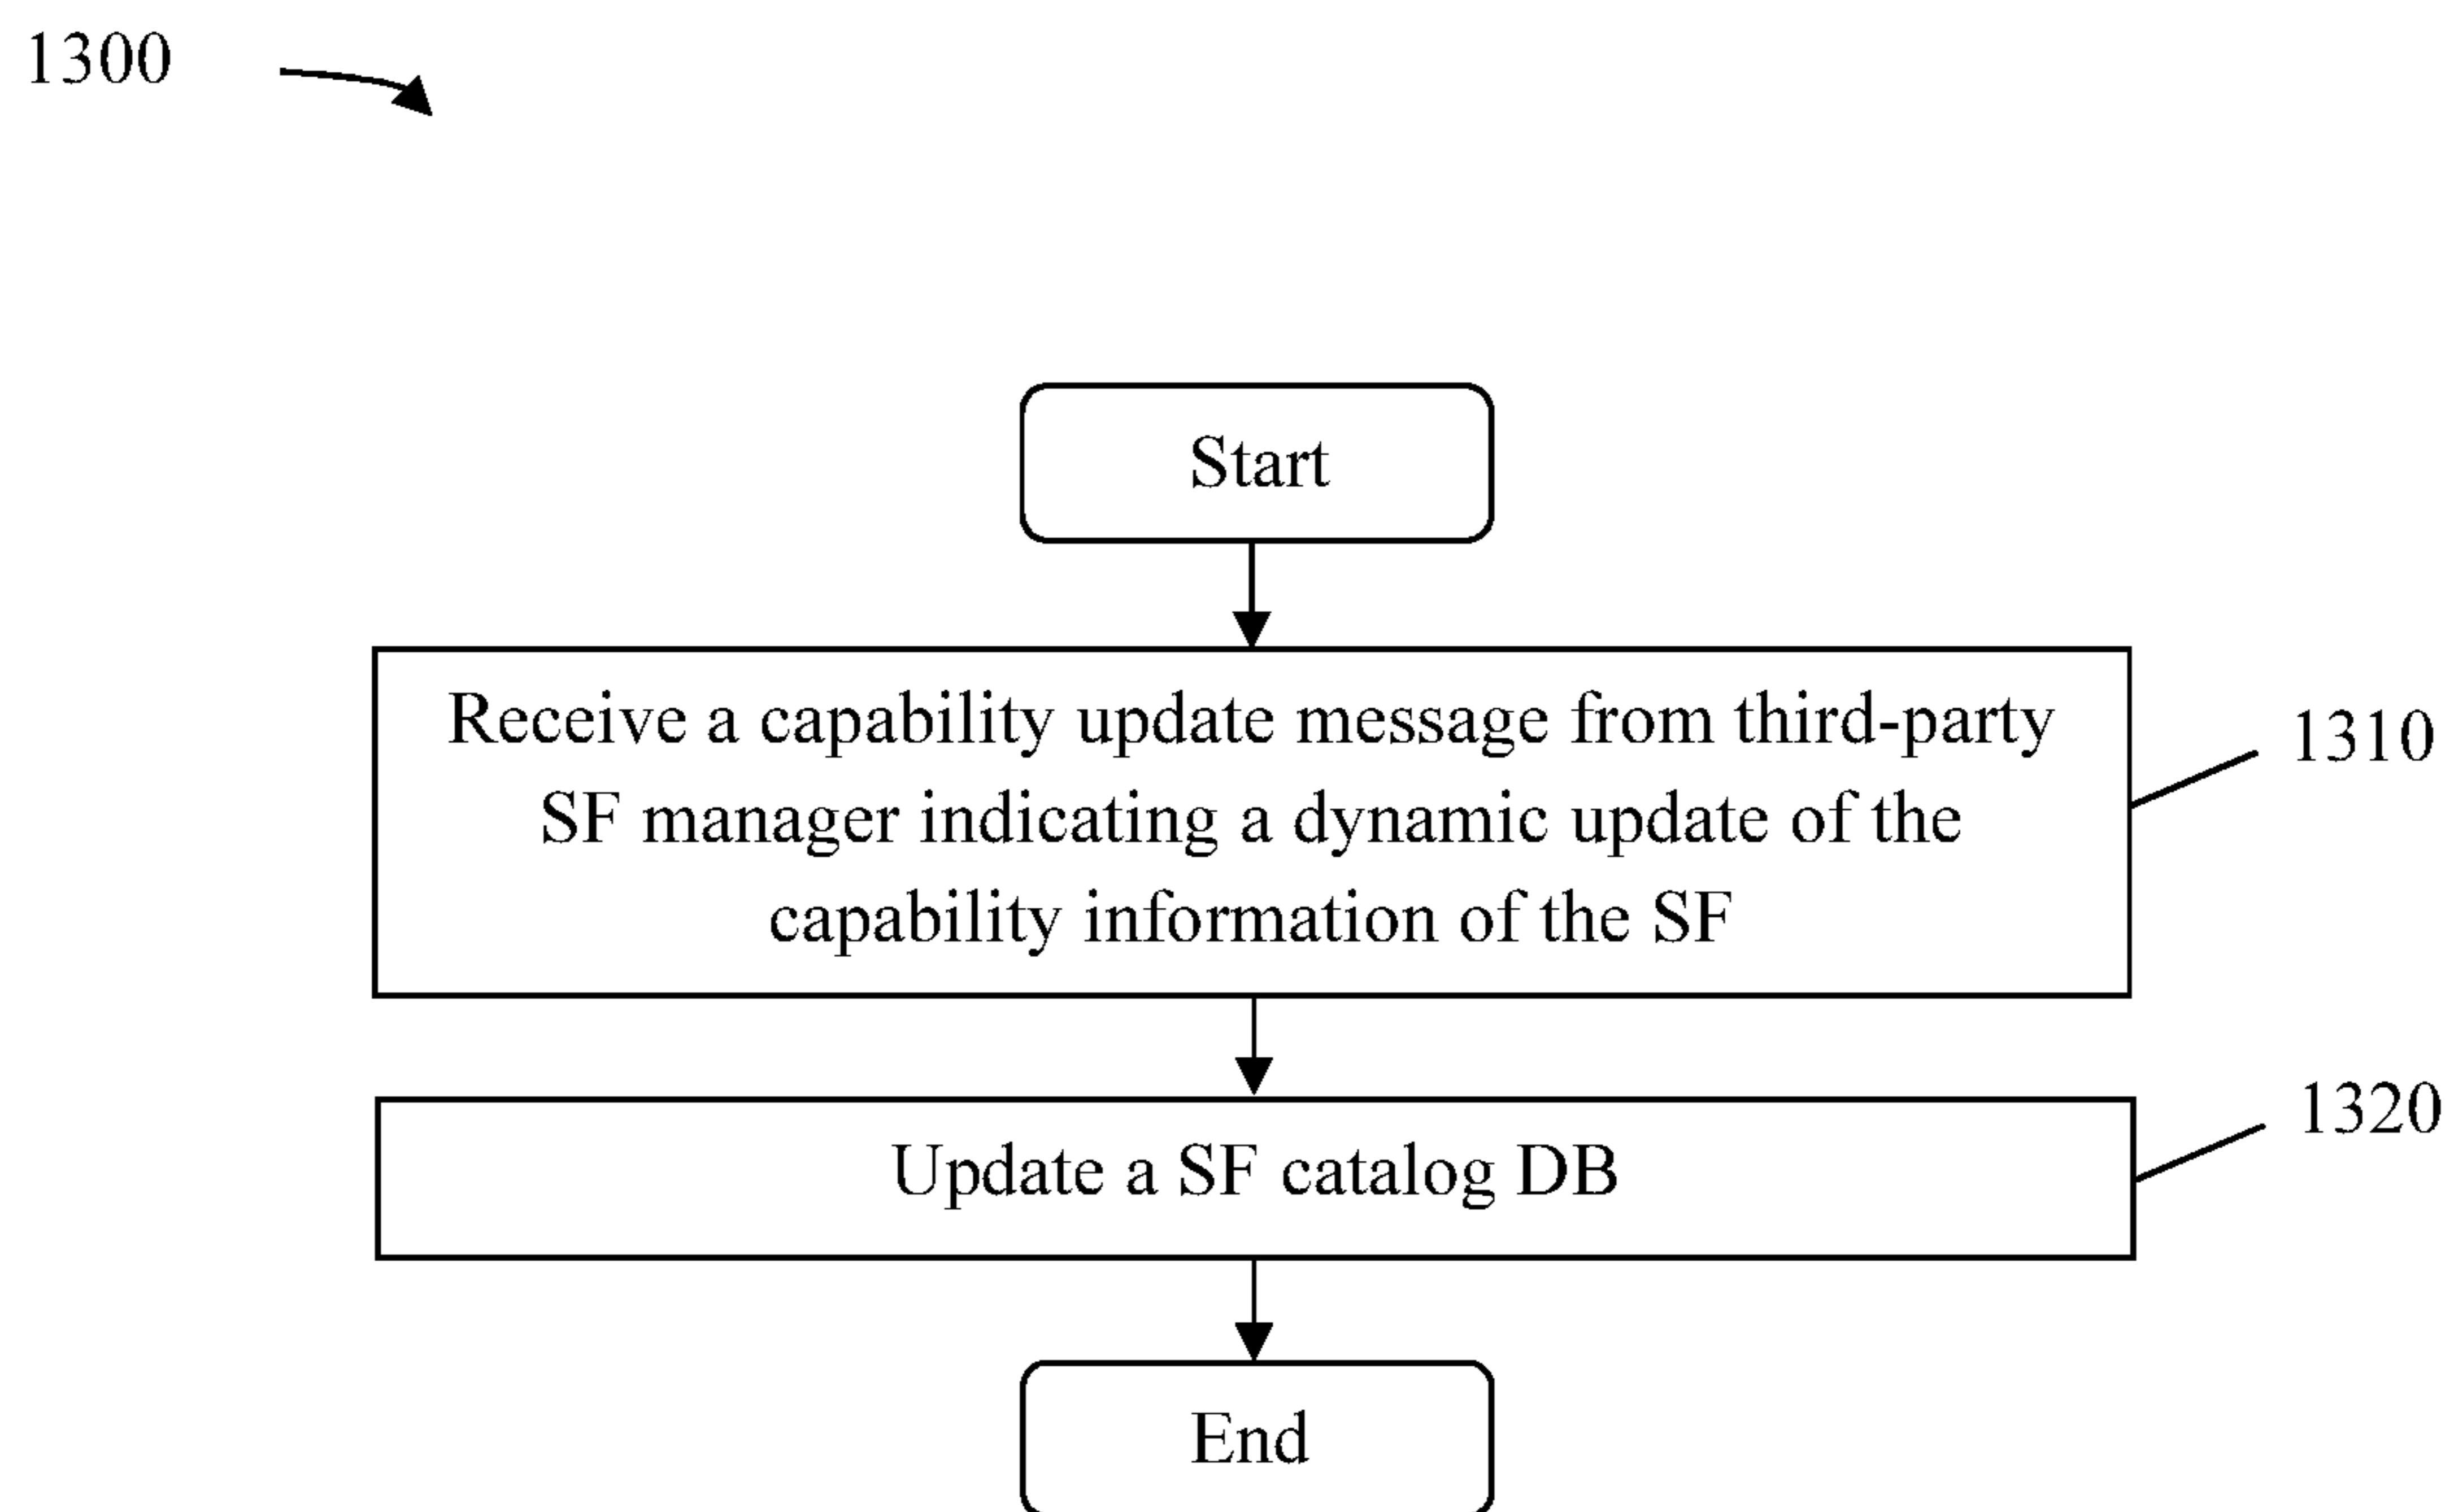 1300
Start
Receive a capability update message from third-party
SF manager indicating a dynamic update of the
capability information of the SF
1310
Update a SF catalog DB
1320
End